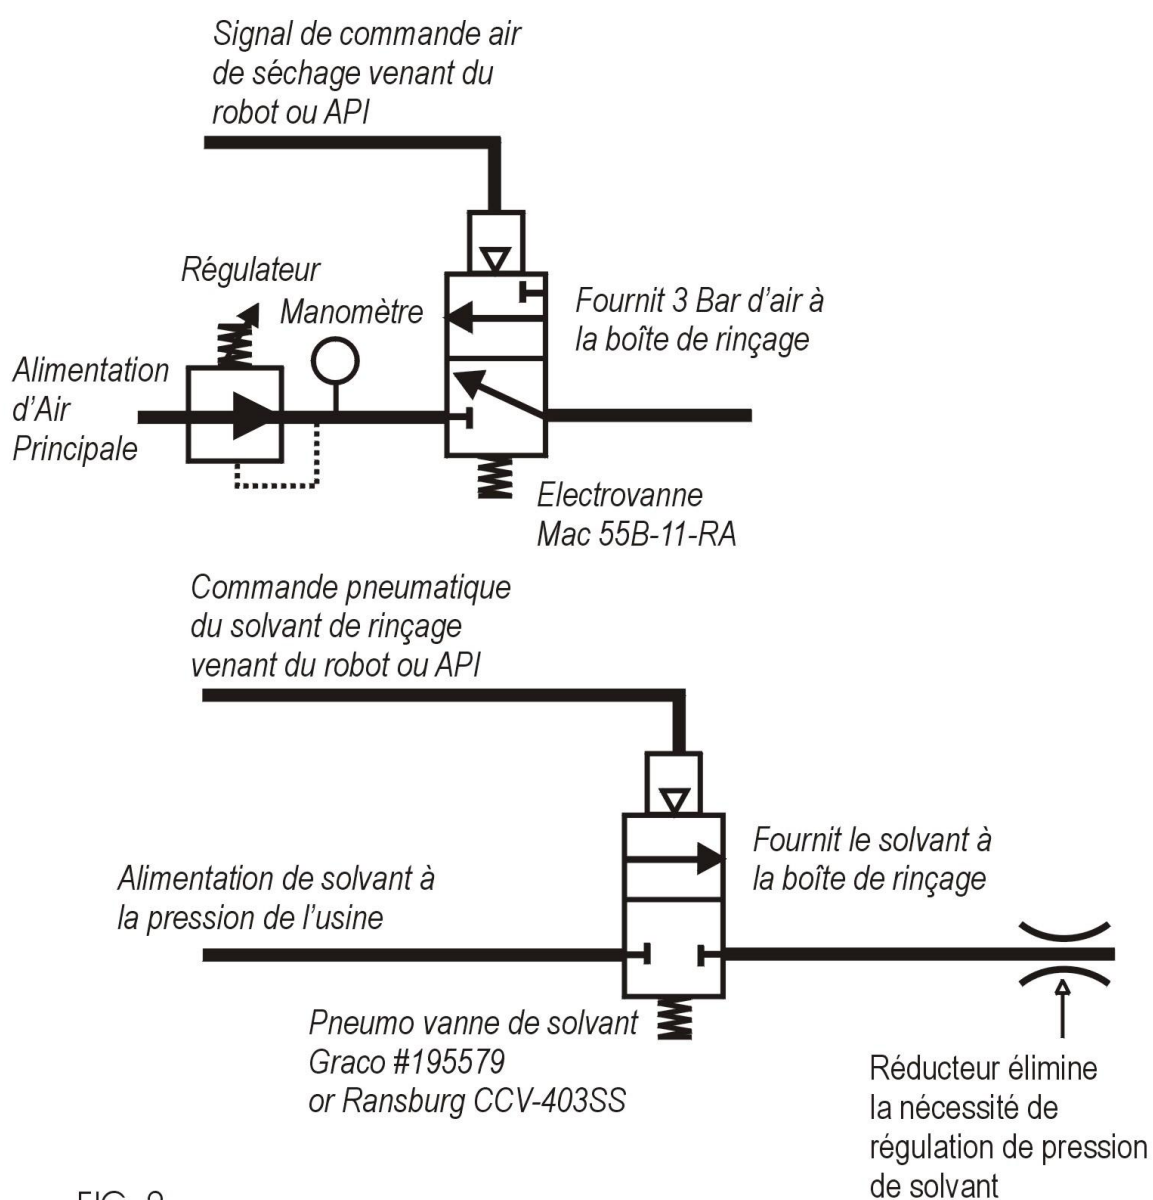 Signal de commande air
de séchage venant du
robot ou API
Régulateur
Manomètre
Fournit 3 Bar d'air à
la boîte de rinçage
Alimentation
d'Air
Principale
Electrovanne
Mac 55B-11-RA
Commande pneumatique
du solvant de rinçage
venant du robot ou API
Fournit le solvant à
la boîte de rinçage
Alimentation de solvant à
la pression de l'usine
Pneumo vanne de solvant
Graco #195579
or Ransburg CCV-403SS
Réducteur élimine
la nécessité de
régulation de pression
de solvant